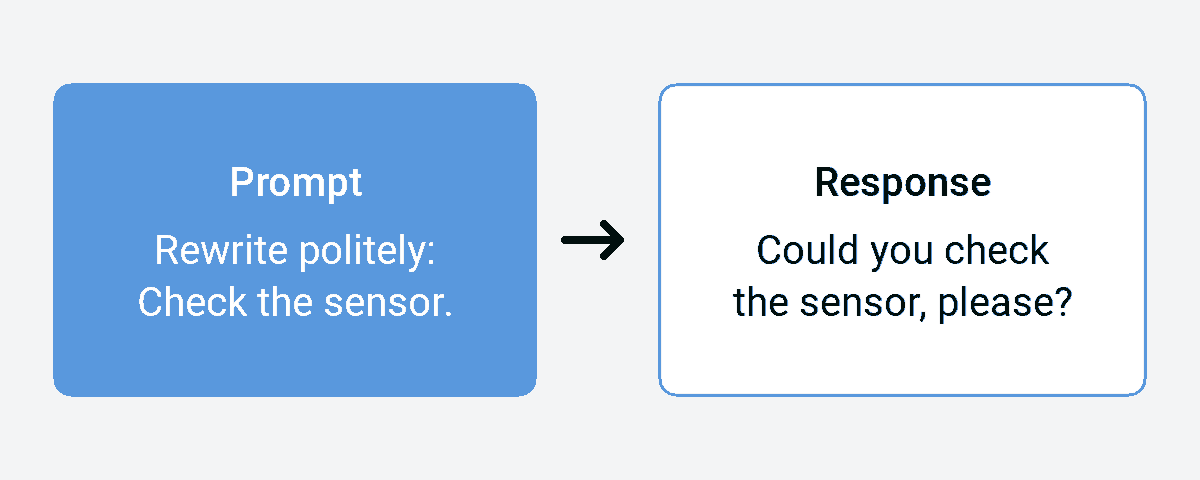 Prompt
Rewrite politely:
Check the sensor.
Response
Could you check
the sensor, please?